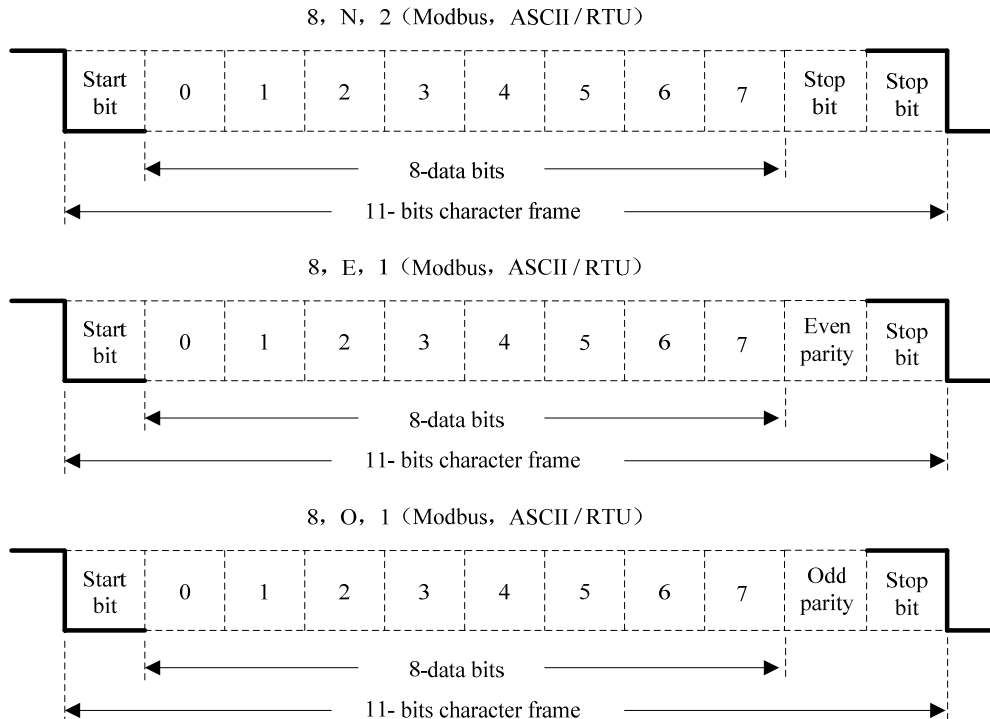 8, N, 2 (Modbus, ASCII/RTU)
Start bit 0 1 2 3 4 5 6 7 Stop bit Stop bit
8-data bits
11- bits character frame
8, E, 1 (Modbus, ASCII/RTU)
Start bit 0 1 2 3 4 5 6 7 Even parity Stop bit
8-data bits
11- bits character frame
8, O, 1 (Modbus, ASCII/RTU)
Start bit 0 1 2 3 4 5 6 7 Odd parity Stop bit
8-data bits
11- bits character frame